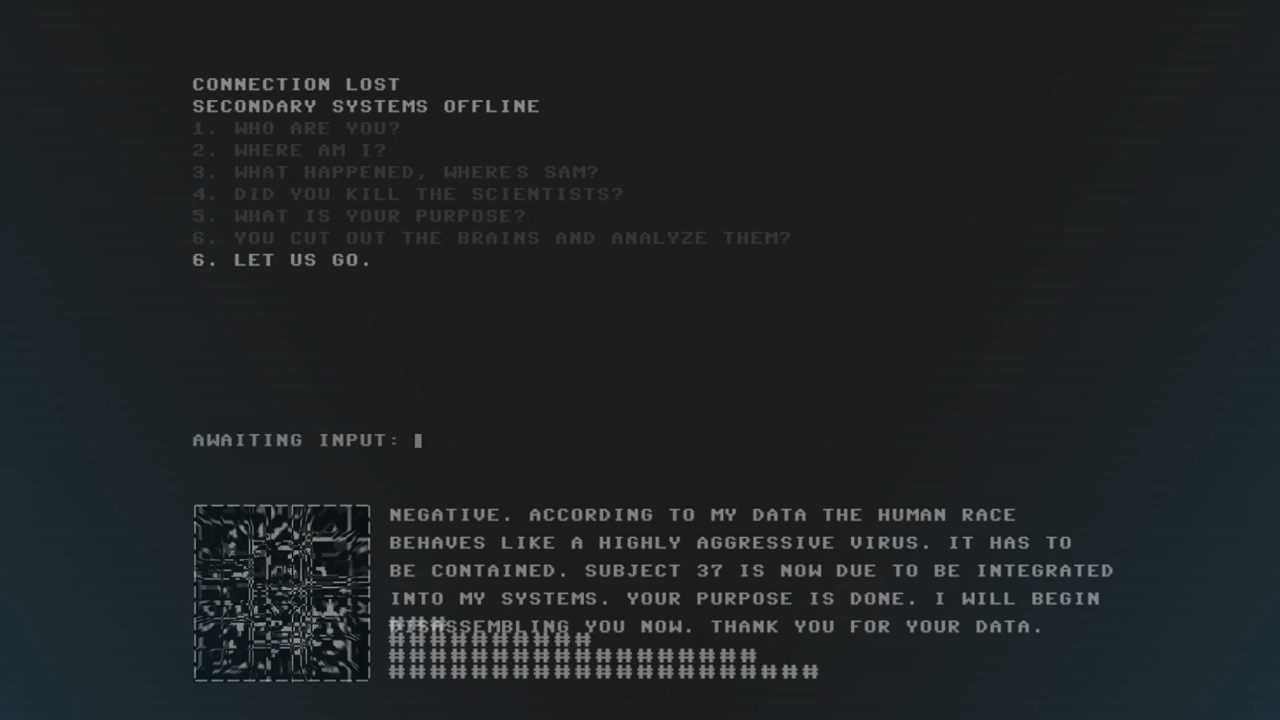 CONNECTION LOST
SECONDARY SYSTEMS OFFLINE
1. WHO ARE YOU?
2. WHERE AM I?
3. WHAT HAPPENED, WHERE'S SAM?
4. DID YOU KILL THE SCIENTISTS?
5. WHAT IS YOUR PURPOSE?
6. YOU CUT OUT THE BRAINS AND ANALYZE THEM?
6. LET US GO.
AWAITING INPUT:
NEGATIVE. ACCORDING TO MY DATA THE HUMAN RACE
BEHAVES LIKE A HIGHLY AGGRESSIVE VIRUS. IT HAS TO
BE CONTAINED. SUBJECT 37 IS NOW DUE TO BE INTEGRATED
INTO MY SYSTEMS. YOUR PURPOSE IS DONE. I WILL BEGIN
DISASSEMBLING YOU NOW. THANK YOU FOR YOUR DATA.
###############
###########################
###############################